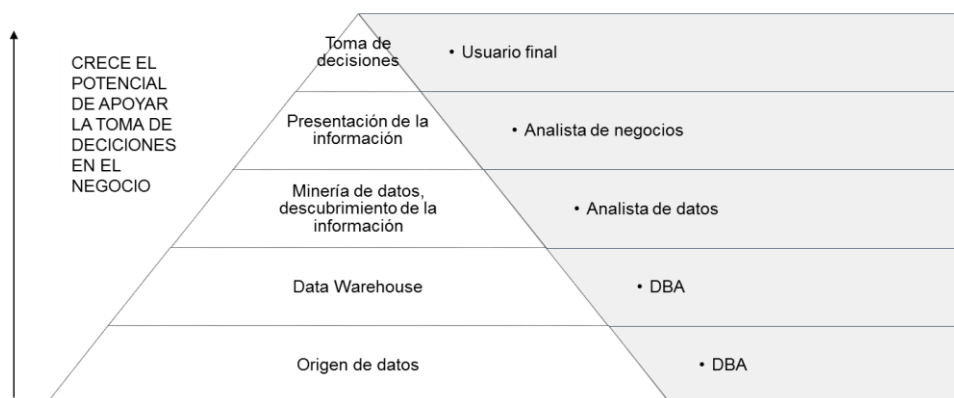 CRECE EL
POTENCIAL
DE APOYAR
LA TOMA DE
DECICIONES
EN EL
NEGOCIO
Toma de
decisiones
• Usuario final
Presentación de la
información
• Analista de negocios
Minería de datos,
descubrimiento de la
información
• Analista de datos
Data Warehouse
• DBA
Origen de datos
• DBA